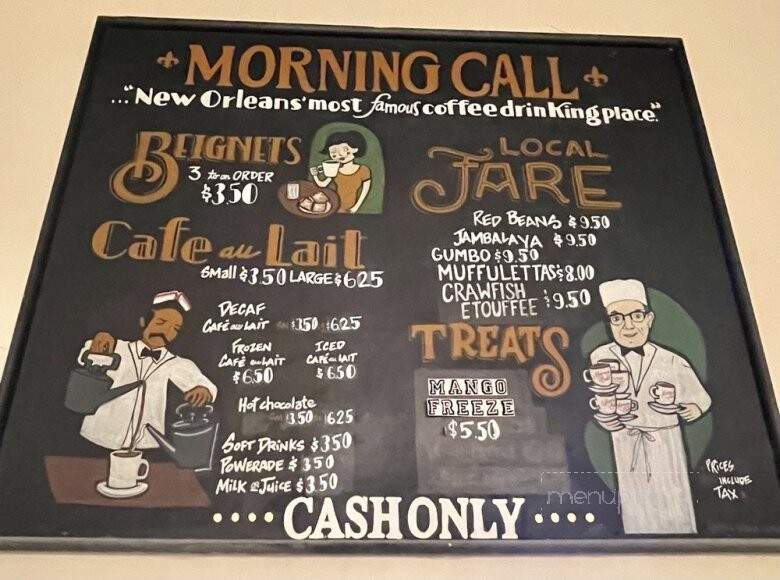 MORNING CALL
..."New Orleans' most famous coffee drinking place."
BEIGNETS
3 to an ORDER
$3.50
Cafe au Lait
Small $3.50 LARGE $6.25
DECAF
CAFÉ au LAIT 3.50 $6.25
FROZEN
CAFÉ au LAIT
$6.50
ICED
CAFÉ au LAIT
$6.50
Hot chocolate
3.50 6.25
SOFT DRINKS $3.50
POWERADE $3.50
MILK or JUICE $3.50
LOCAL
FARE
RED BEANS $9.50
JAMBALAYA $9.50
GUMBO $9.50
MUFFULETTAS $8.00
CRAWFISH
ETOUFFEE $9.50
TREATS
MANGO
FREEZE
$5.50
PRICES
INCLUDE
TAX
.... CASH ONLY ....